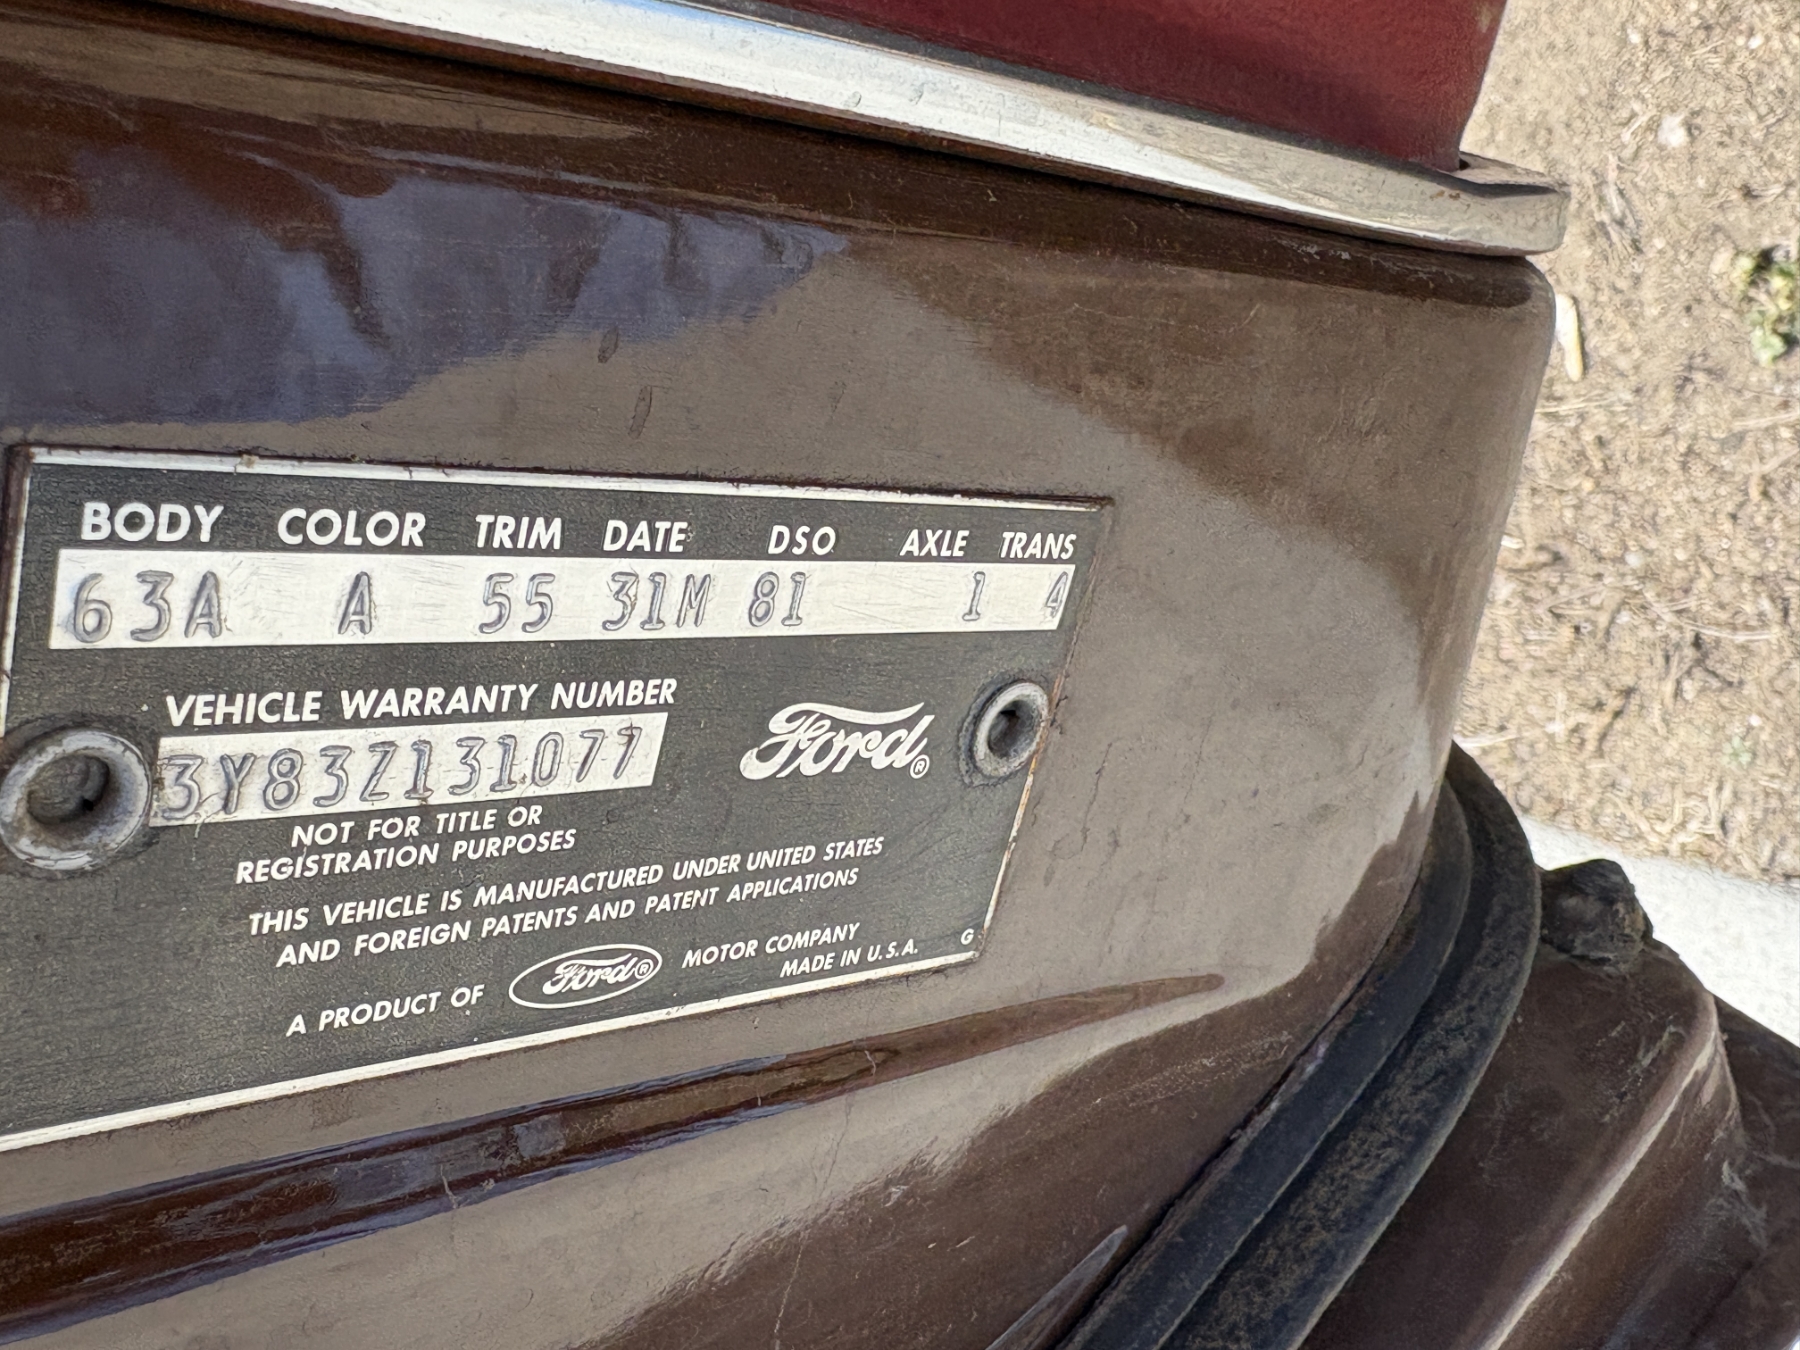 BODY COLOR TRIM DATE DSO AXLE TRANS
63A A 55 31M 81 1 4
VEHICLE WARRANTY NUMBER
3Y83Z131077
Ford®
NOT FOR TITLE OR
REGISTRATION PURPOSES
THIS VEHICLE IS MANUFACTURED UNDER UNITED STATES
AND FOREIGN PATENTS AND PATENT APPLICATIONS
A PRODUCT OF Ford® MOTOR COMPANY
MADE IN U.S.A. G